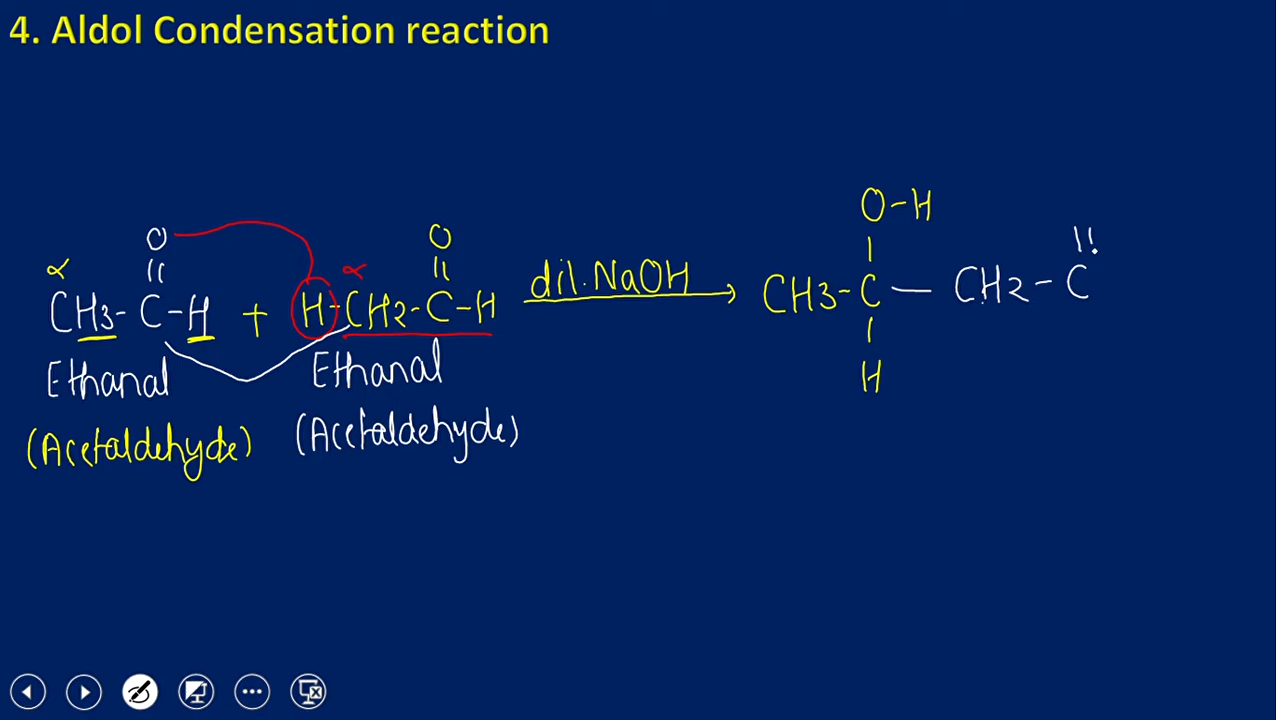 4. Aldol Condensation reaction
O-H
O O
α α
CH3-C-H + H-CH2-C-H dil.NaOH CH3-C-CH2-C
H
Ethanal Ethanal
(Acetaldehyde) (Acetaldehyde)